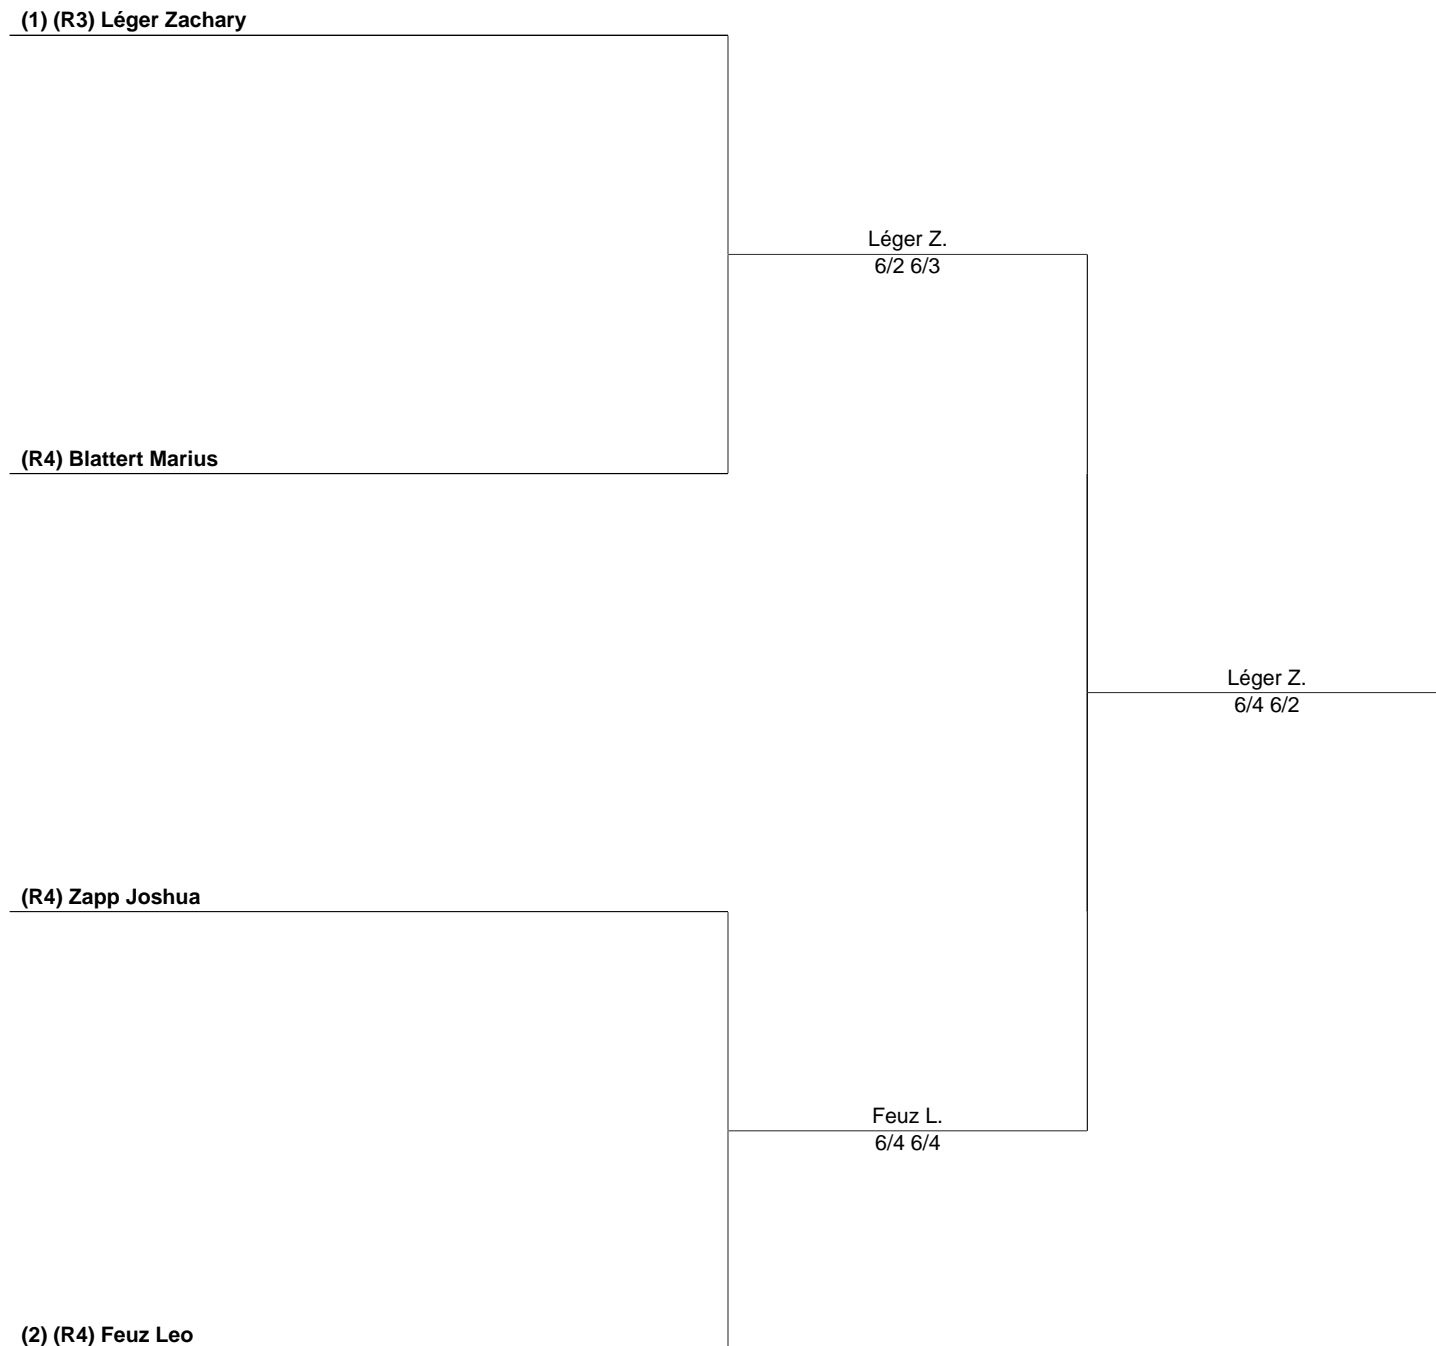 (1) (R3) Léger Zachary
Léger Z.
6/2 6/3
(R4) Blattert Marius
Léger Z.
6/4 6/2
(R4) Zapp Joshua
Feuz L.
6/4 6/4
(2) (R4) Feuz Leo